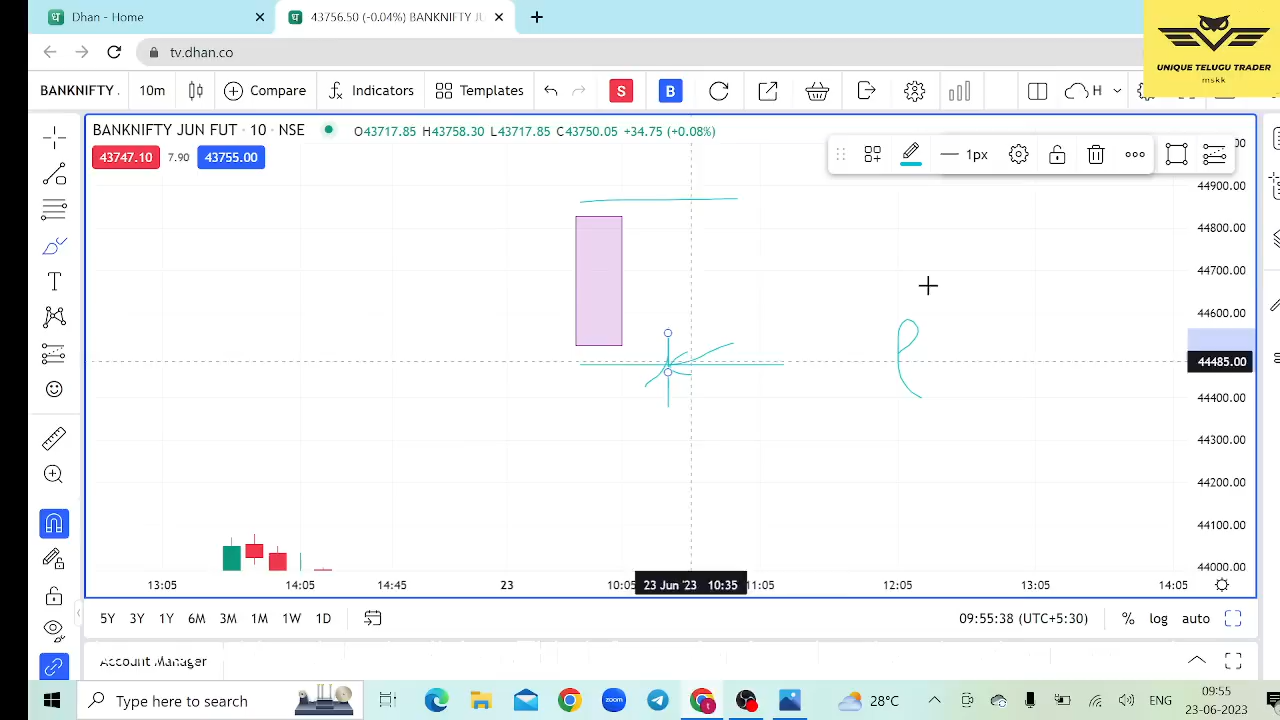 Dhan - Home
43756.50 (-0.04%) BANKNIFTY JU
tv.dhan.co
UNIQUE TELUGU TRADER
mskk
BANKNIFTY . 10m Compare Indicators Templates S B H
BANKNIFTY JUN FUT · 10 · NSE O43717.85 H43758.30 L43717.85 C43750.05 +34.75 (+0.08%)
43747.10 7.90 43755.00
1px
44900.00
44800.00
44700.00
44600.00
44485.00
44400.00
44300.00
44200.00
44100.00
44000.00
13:05 14:05 14:45 23 10:05 23 Jun '23 10:35 11:05 12:05 13:05 14:05
5Y 3Y 1Y 6M 3M 1M 1W 1D 09:55:38 (UTC+5:30) % log auto
Account Manager
Type here to search zoom 28°C ENG 09:55
23-06-2023